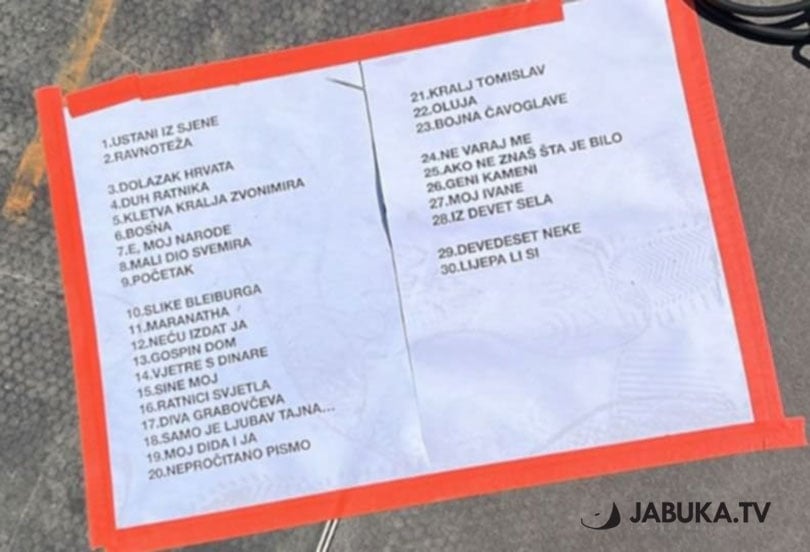 1.USTANI IZ SJENE
2.RAVNOTEŽA
3.DOLAZAK HRVATA
4.DUH RATNIKA
5.KLETVA KRALJA ZVONIMIRA
6.BOSNA
7.E, MOJ NARODE
8.MALI DIO SVEMIRA
9.POČETAK
10.SLIKE BLEIBURGA
11.MARANATHA
12.NEĆU IZDAT JA
13.GOSPIN DOM
14.VJETRE S DINARE
15.SINE MOJ
16.RATNICI SVJETLA
17.DIVA GRABOVČEVA
18.SAMO JE LJUBAV TAJNA...
19.MOJ DIDA I JA
20.NEPROČITANO PISMO
21.KRALJ TOMISLAV
22.OLUJA
23.BOJNA ČAVOGLAVE
24.NE VARAJ ME
25.AKO NE ZNAŠ ŠTA JE BILO
26.GENI KAMENI
27.MOJ IVANE
28.IZ DEVET SELA
29.DEVEDESET NEKE
30.LIJEPA LI SI
JABUKA.TV